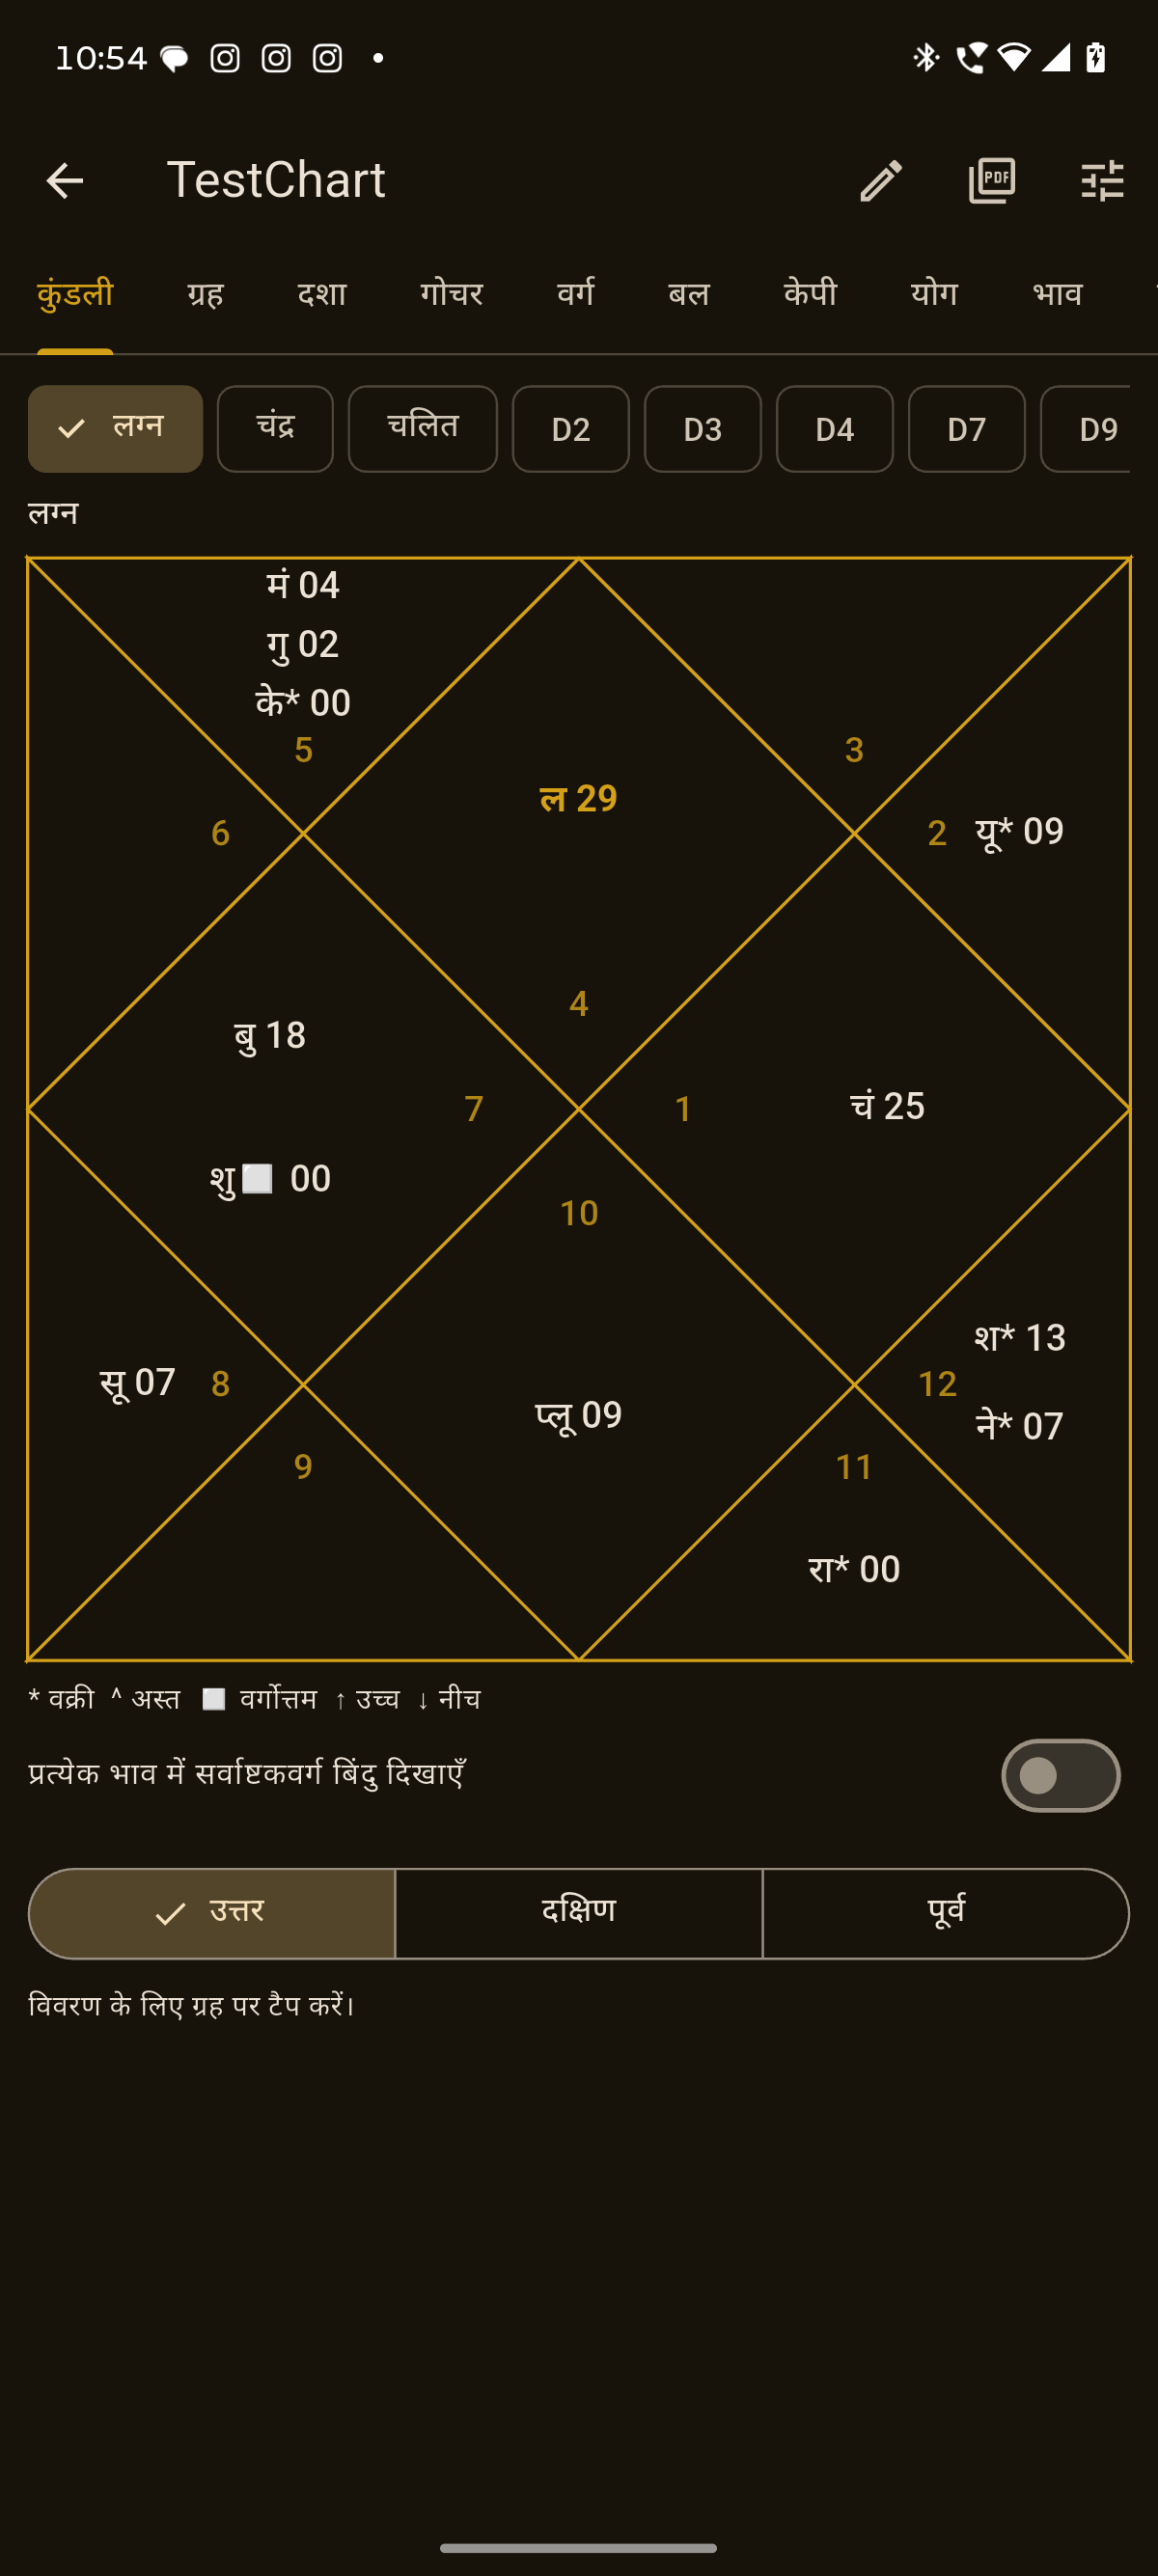 10:54
TestChart
PDF
कुंडली ग्रह दशा गोचर वर्ग बल केपी योग भाव
लग्न चंद्र चलित D2 D3 D4 D7 D9
लग्न
मं 04
गु 02
के* 00
5
3
ल 29
6
2 यू* 09
4
बु 18
7
1
चं 25
शु⬜ 00
10
श* 13
सू 07 8
12
प्लू 09
ने* 07
9
11
रा* 00
* वक्री ^ अस्त ⬜ वर्गोत्तम ↑ उच्च ↓ नीच
प्रत्येक भाव में सर्वाष्टकवर्ग बिंदु दिखाएँ
उत्तर दक्षिण पूर्व
विवरण के लिए ग्रह पर टैप करें।